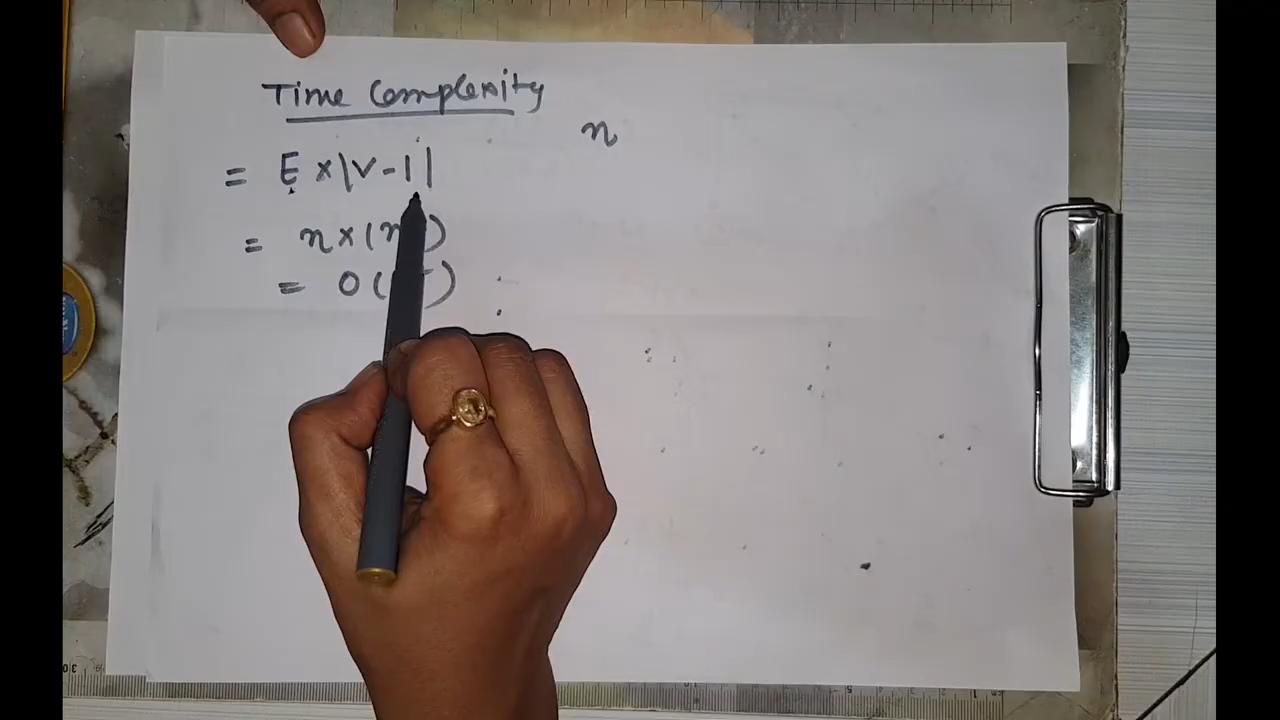 Time Complexity
n
= E × |V - 1|
= n × (n )
= O( )